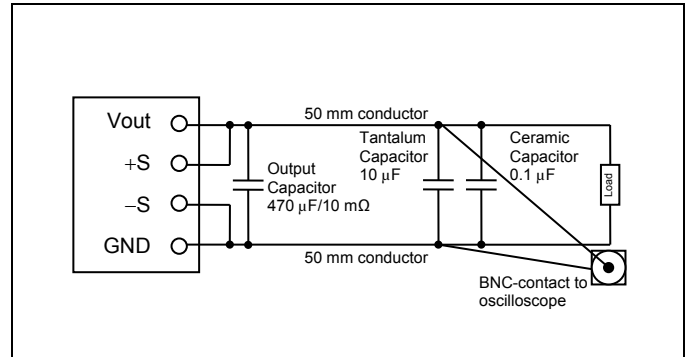 Vout
+S
−S
GND
50 mm conductor
Output
Capacitor
470 μF/10 mΩ
Tantalum
Capacitor
10 μF
Ceramic
Capacitor
0.1 μF
Load
50 mm conductor
BNC-contact to
oscilloscope